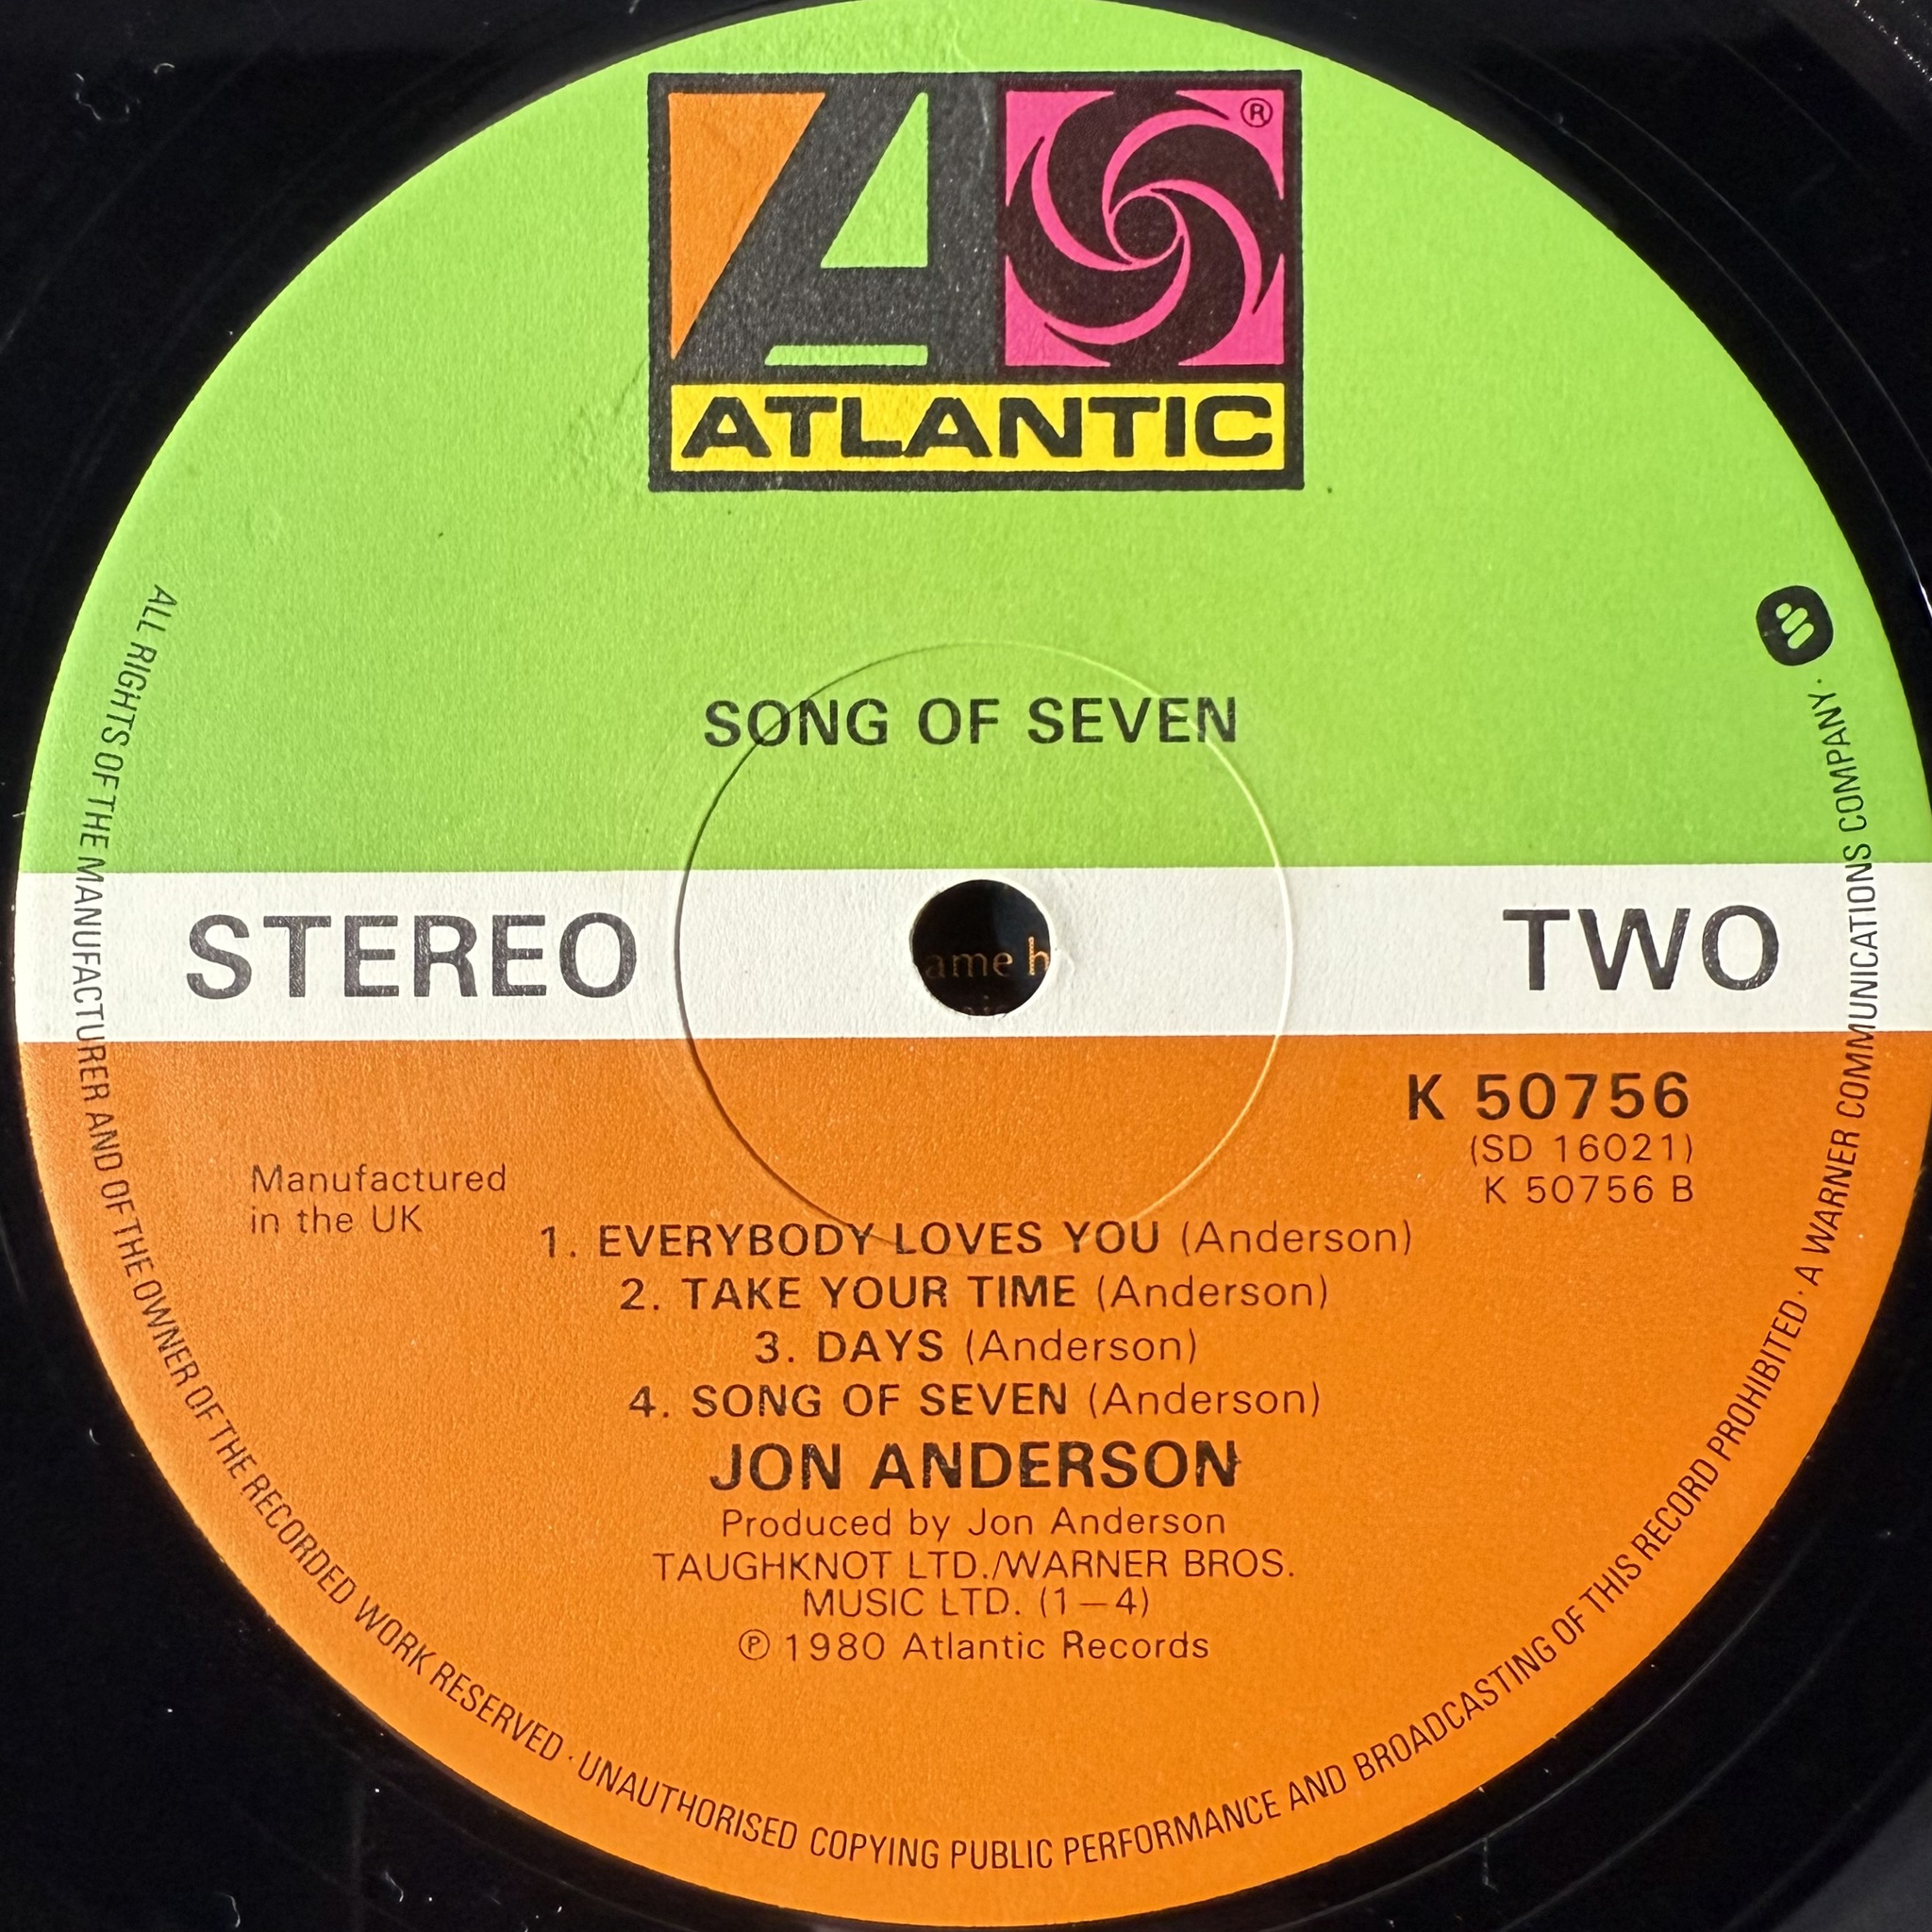 ®
ATLANTIC
SONG OF SEVEN
STEREO
TWO
ame h
K 50756
(SD 16021)
K 50756 B
Manufactured
in the UK
1. EVERYBODY LOVES YOU (Anderson)
2. TAKE YOUR TIME (Anderson)
3. DAYS (Anderson)
4. SONG OF SEVEN (Anderson)
JON ANDERSON
Produced by Jon Anderson
TAUGHKNOT LTD./WARNER BROS.
MUSIC LTD. (1–4)
℗ 1980 Atlantic Records
ALL RIGHTS OF THE MANUFACTURER AND OF THE OWNER OF THE RECORDED WORK RESERVED · UNAUTHORISED COPYING PUBLIC PERFORMANCE AND BROADCASTING OF THIS RECORD PROHIBITED · A WARNER COMMUNICATIONS COMPANY ·